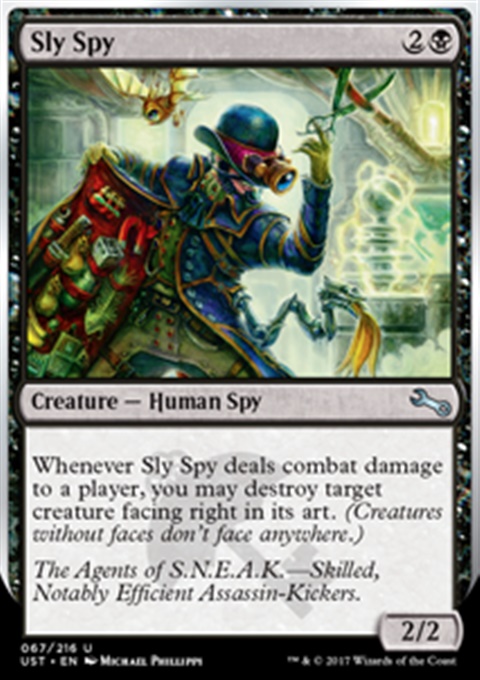 Sly Spy 2
Creature — Human Spy
Whenever Sly Spy deals combat damage
to a player, you may destroy target
creature facing right in its art. (Creatures
without faces don't face anywhere.)
The Agents of S.N.E.A.K.—Skilled,
Notably Efficient Assassin-Kickers.
2/2
067/216 U
UST • EN Michael Phillippi
™ & © 2017 Wizards of the Coast